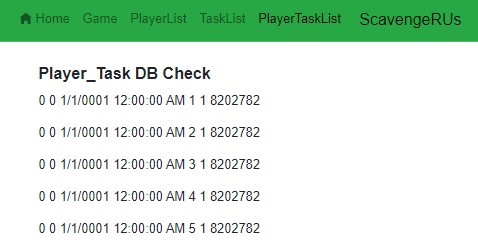 Home Game PlayerList TaskList PlayerTaskList ScavengeRUs
Player_Task DB Check
0 0 1/1/0001 12:00:00 AM 1 1 8202782
0 0 1/1/0001 12:00:00 AM 2 1 8202782
0 0 1/1/0001 12:00:00 AM 3 1 8202782
0 0 1/1/0001 12:00:00 AM 4 1 8202782
0 0 1/1/0001 12:00:00 AM 5 1 8202782